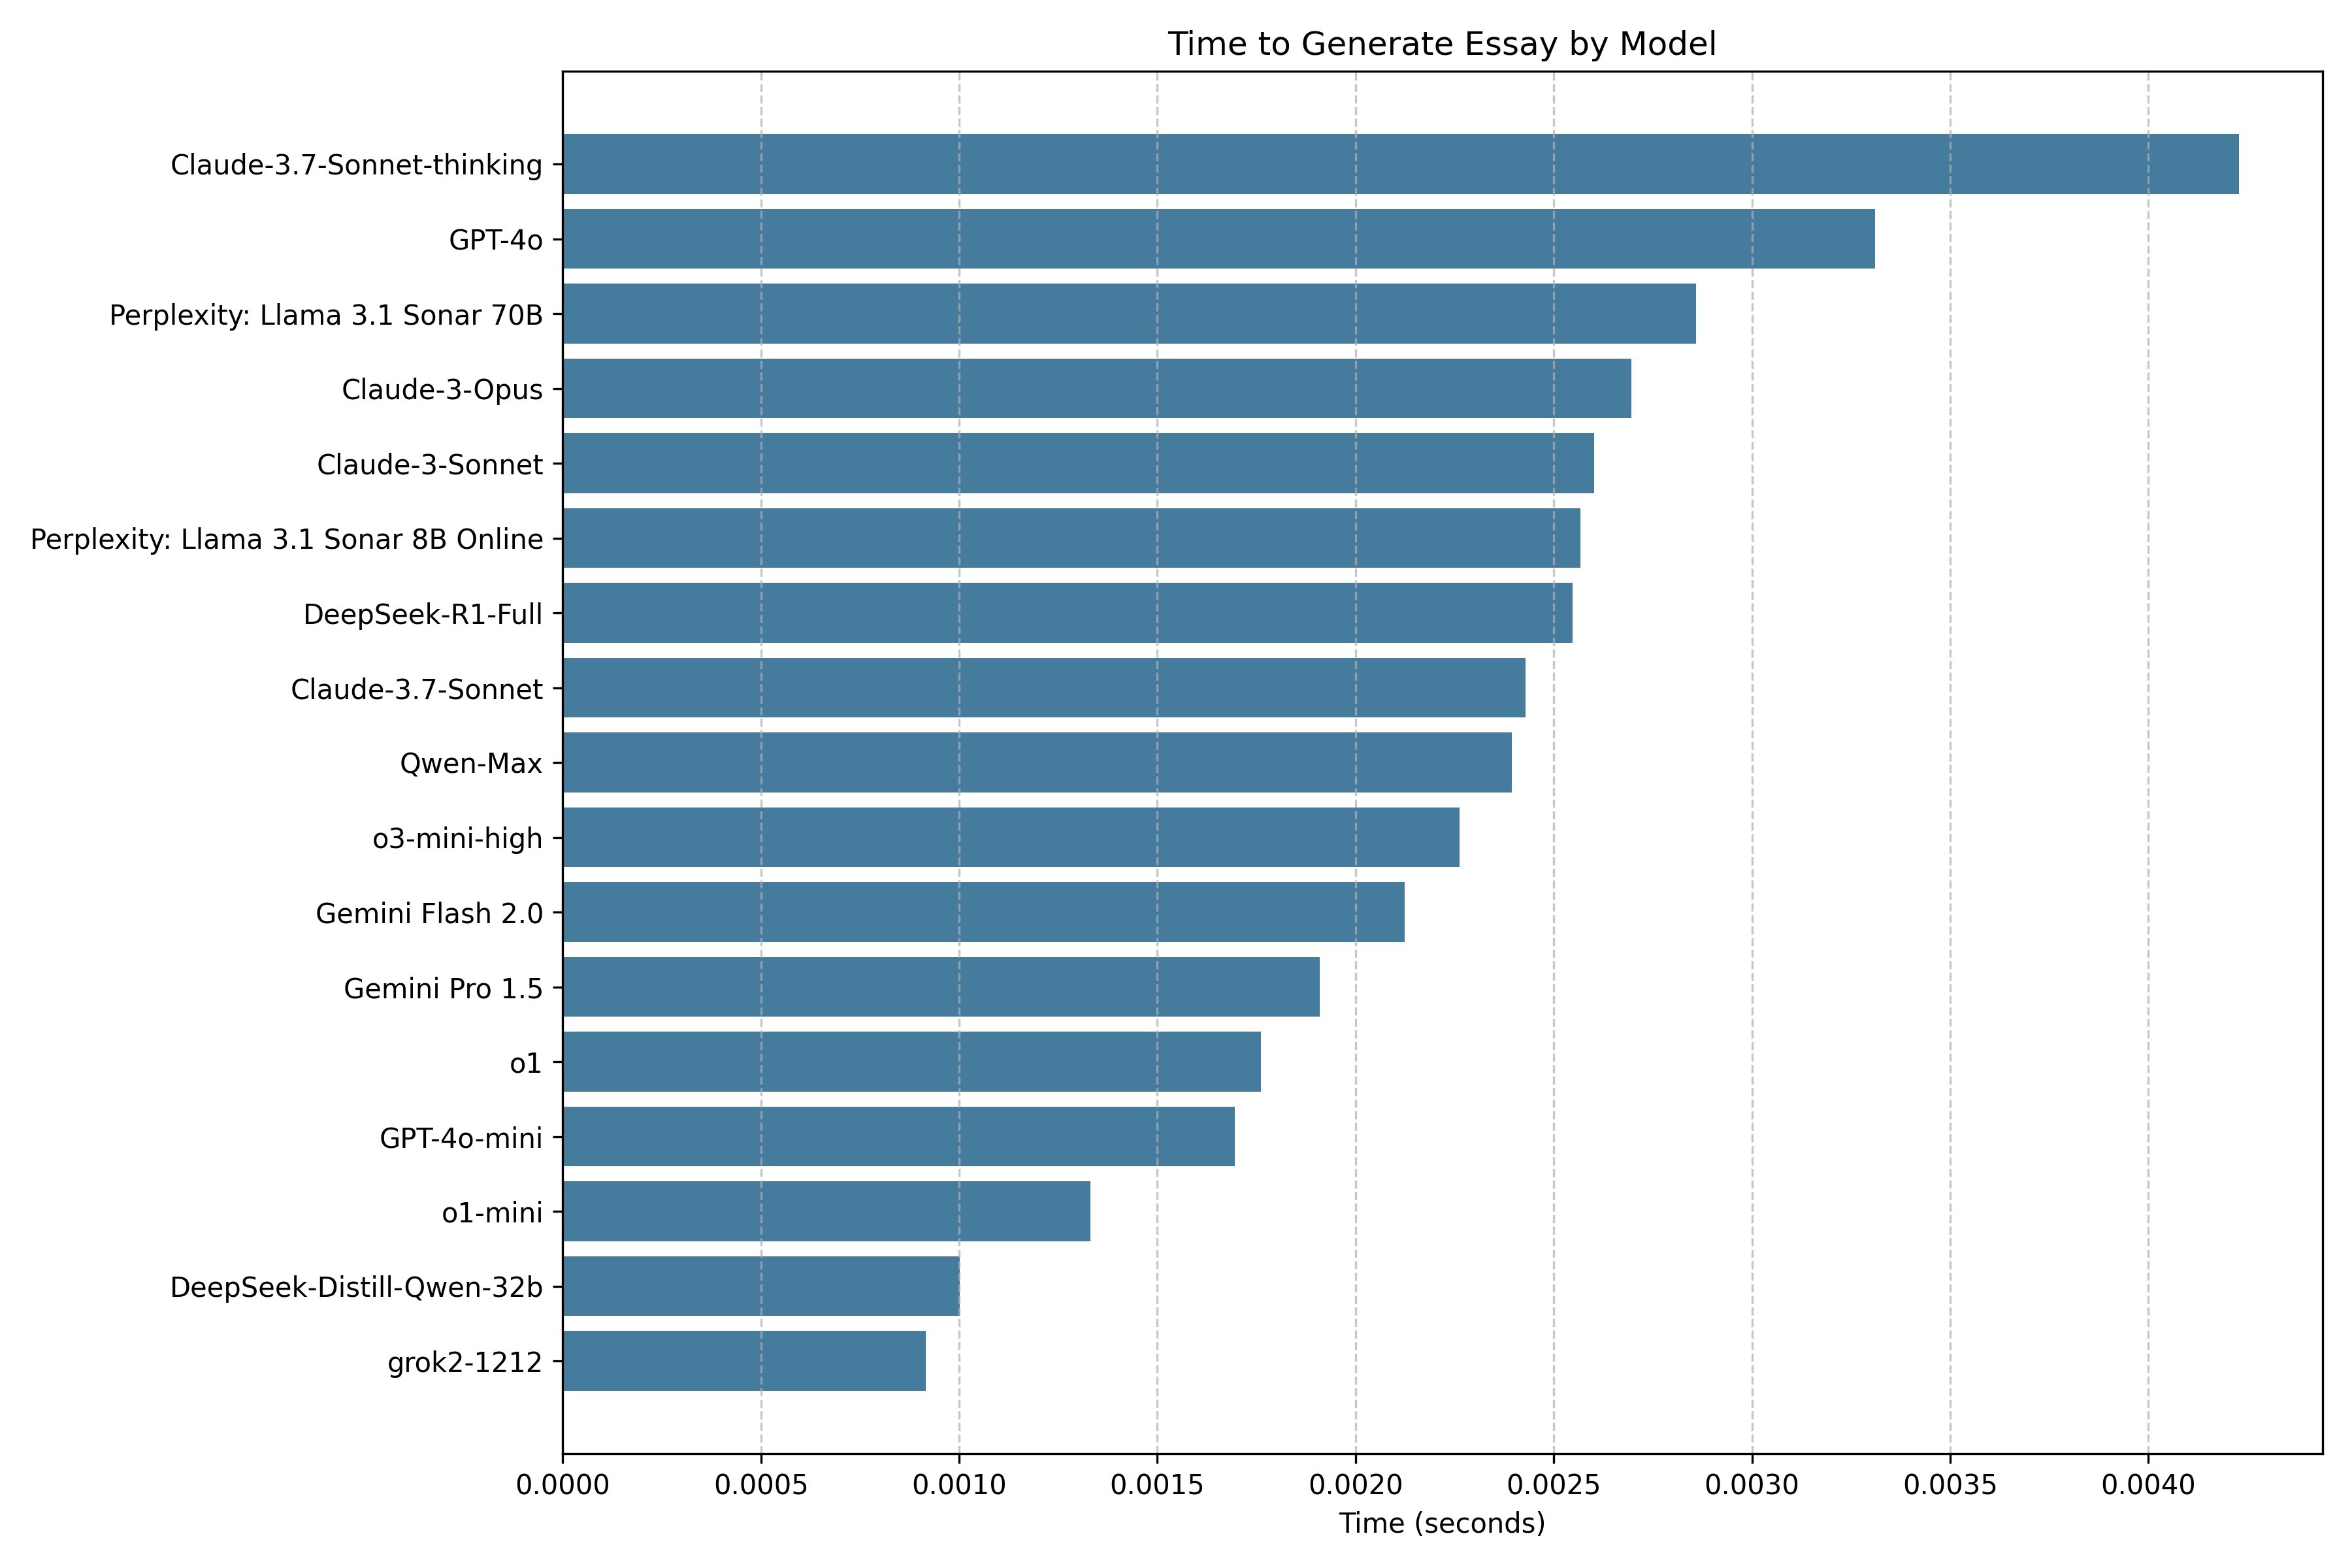 Time to Generate Essay by Model
Claude-3.7-Sonnet-thinking
GPT-4o
Perplexity: Llama 3.1 Sonar 70B
Claude-3-Opus
Claude-3-Sonnet
Perplexity: Llama 3.1 Sonar 8B Online
DeepSeek-R1-Full
Claude-3.7-Sonnet
Qwen-Max
o3-mini-high
Gemini Flash 2.0
Gemini Pro 1.5
o1
GPT-4o-mini
o1-mini
DeepSeek-Distill-Qwen-32b
grok2-1212
0.0000 0.0005 0.0010 0.0015 0.0020 0.0025 0.0030 0.0035 0.0040
Time (seconds)